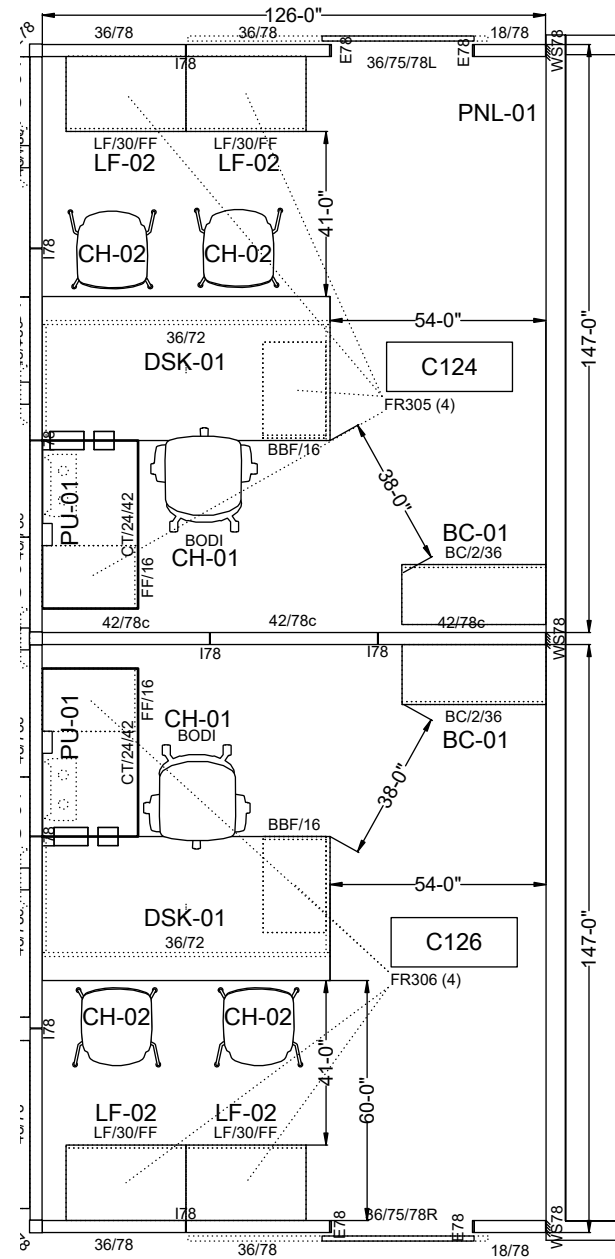 126-0"
36/78
36/78
18/78
E78
E78
WS78
I78
36/75/78L
PNL-01
LF/30/FF
LF/30/FF
LF-02
LF-02
41-0"
147-0"
CH-02
CH-02
I78
54-0"
36/72
DSK-01
C124
FR305 (4)
BBF/16
38-0"
PU-01
CT/24/42
FF/16
BODI
CH-01
BC-01
BC/2/36
42/78c
42/78c
42/78c
I78
I78
WS78
PU-01
CT/24/42
FF/16
CH-01
BODI
BC/2/36
BC-01
38-0"
BBF/16
54-0"
DSK-01
36/72
C126
FR306 (4)
147-0"
CH-02
CH-02
I78
41-0"
60-0"
LF-02
LF-02
LF/30/FF
LF/30/FF
I78
36/75/78R
E78
E78
WS78
36/78
36/78
18/78